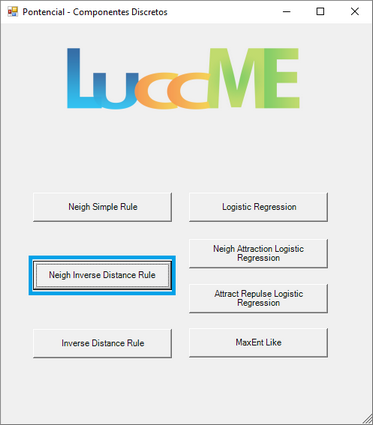 Pontencial - Componentes Discretos
LuccME
Neigh Simple Rule
Logistic Regression
Neigh Inverse Distance Rule
Neigh Attraction Logistic
Regression
Attract Repulse Logistic
Regression
Inverse Distance Rule
MaxEnt Like